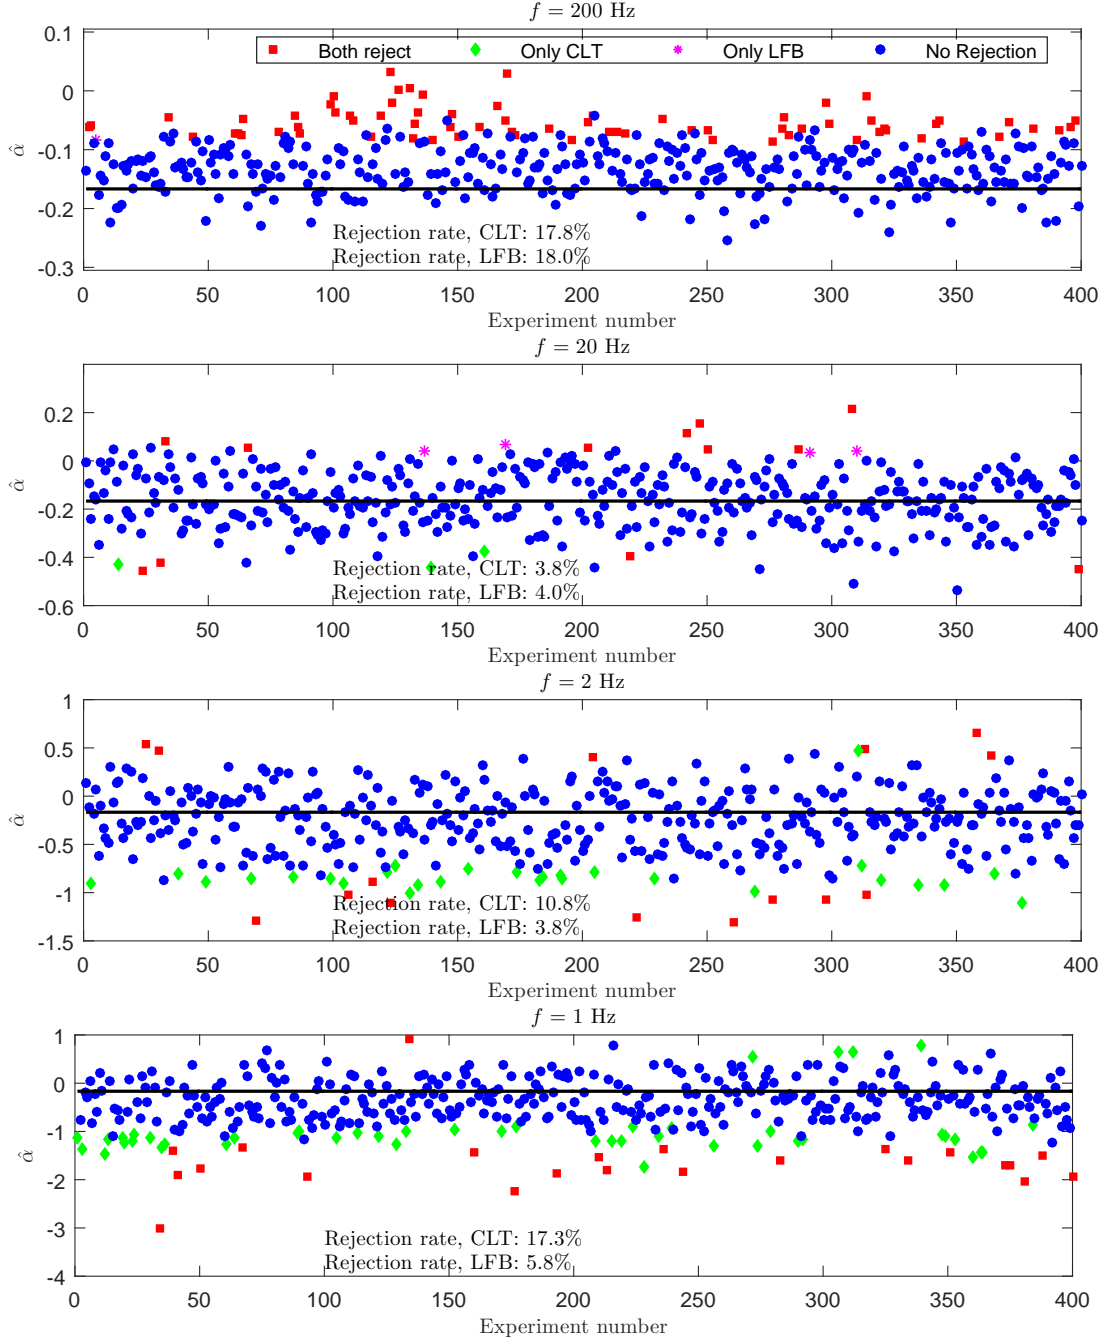 f = 200 Hz
0.1
0
-0.1
-0.2
-0.3
α̂
Both reject Only CLT Only LFB No Rejection
Rejection rate, CLT: 17.8%
Rejection rate, LFB: 18.0%
0 50 100 150 200 250 300 350 400
Experiment number
f = 20 Hz
0.2
0
-0.2
-0.4
-0.6
α̂
Rejection rate, CLT: 3.8%
Rejection rate, LFB: 4.0%
0 50 100 150 200 250 300 350 400
Experiment number
f = 2 Hz
1
0.5
0
-0.5
-1
-1.5
α̂
Rejection rate, CLT: 10.8%
Rejection rate, LFB: 3.8%
0 50 100 150 200 250 300 350 400
Experiment number
f = 1 Hz
1
0
-1
-2
-3
-4
α̂
Rejection rate, CLT: 17.3%
Rejection rate, LFB: 5.8%
0 50 100 150 200 250 300 350 400
Experiment number